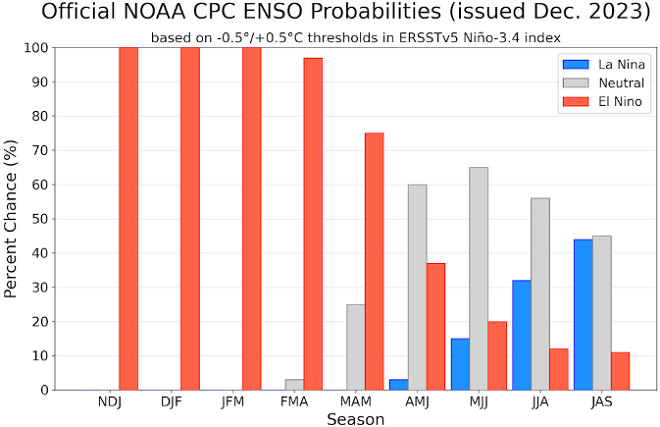 Official NOAA CPC ENSO Probabilities (issued Dec. 2023)
based on -0.5°/+0.5°C thresholds in ERSSTv5 Niño-3.4 index
La Nina
Neutral
El Nino
Percent Chance (%)
100
90
80
70
60
50
40
30
20
10
0
NDJ DJF JFM FMA MAM AMJ MJJ JJA JAS
Season